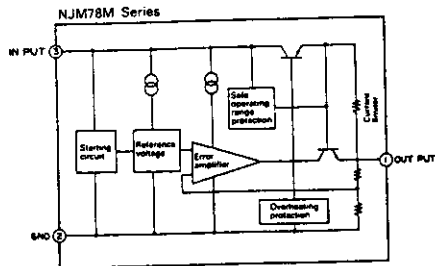 NJM78M Series
IN PUT 3
Safe
operating
range
protection
Current
limiter
Starting
circuit
Reference
voltage
Error
amplifier
1 OUT PUT
Overheating
protection
GND 2